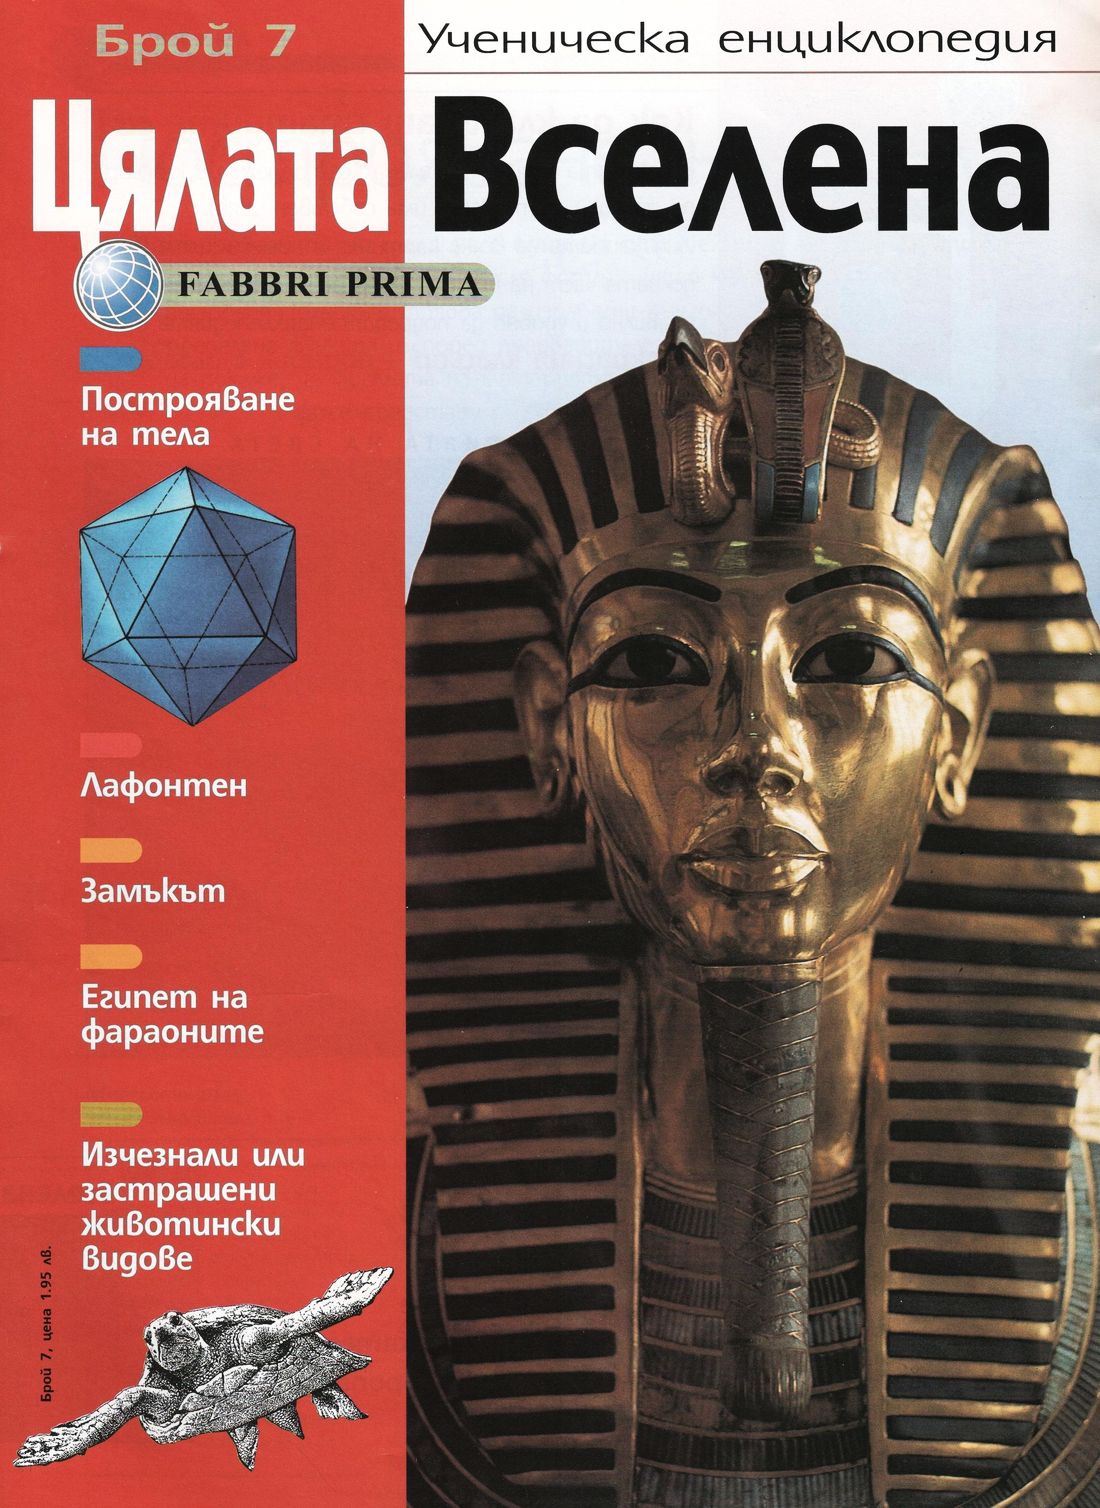 Брой 7
Ученическа енциклопедия
Цялата Вселена
FABBRI PRIMA
Построяване
на тела
Лафонтен
Замъкът
Египет на
фараоните
Изчезнали или
застрашени
животински
видове
Брой 7, цена 1.95 лв.